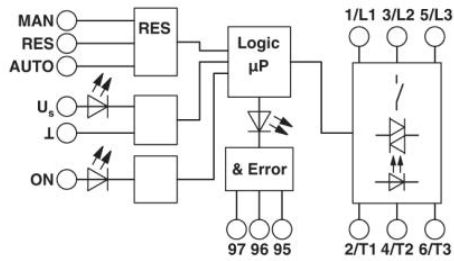 MAN
RES
AUTO
RES
Us
⊥
ON
Logic
µP
& Error
97 96 95
1/L1 3/L2 5/L3
2/T1 4/T2 6/T3